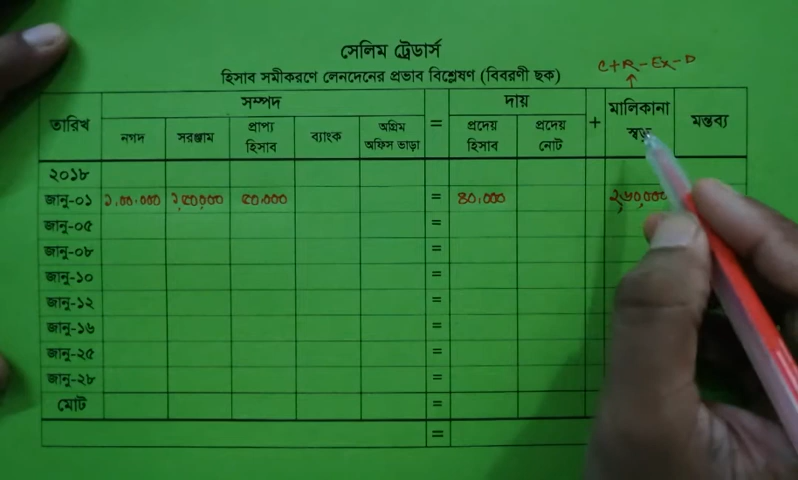 সেলিম ট্রেডার্স
হিসাব সমীকরণে লেনদেনের প্রভাব বিশ্লেষণ (বিবরণী ছক)
C+R-Ex-D
তারিখ সম্পদ = দায় + মালিকানা স্বত্ব মন্তব্য
নগদ সরঞ্জাম প্রাপ্য হিসাব ব্যাংক অগ্রিম অফিস ভাড়া প্রদেয় হিসাব প্রদেয় নোট
২০১৮
জানু-০১ ১,০০,০০০ ১,৫০,০০০ ৫০,০০০ = ৪০,০০০ ২,৬০,০০০
জানু-০৫ =
জানু-০৮ =
জানু-১০ =
জানু-১২ =
জানু-১৬ =
জানু-২৫ =
জানু-২৮ =
মোট =
=